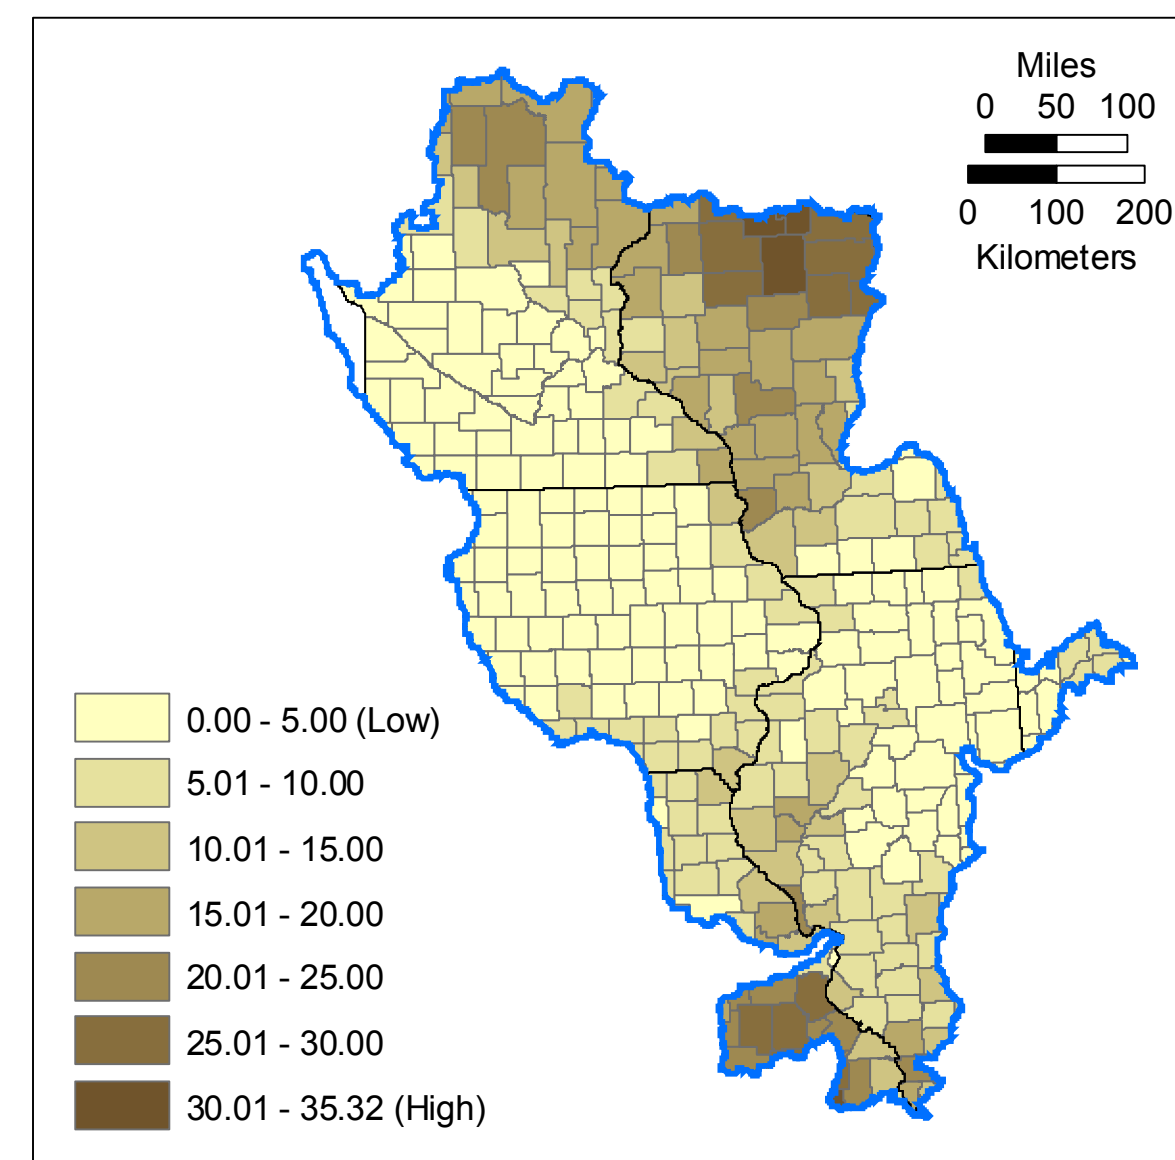 Miles
0 50 100
0 100 200
Kilometers
0.00 - 5.00 (Low)
5.01 - 10.00
10.01 - 15.00
15.01 - 20.00
20.01 - 25.00
25.01 - 30.00
30.01 - 35.32 (High)